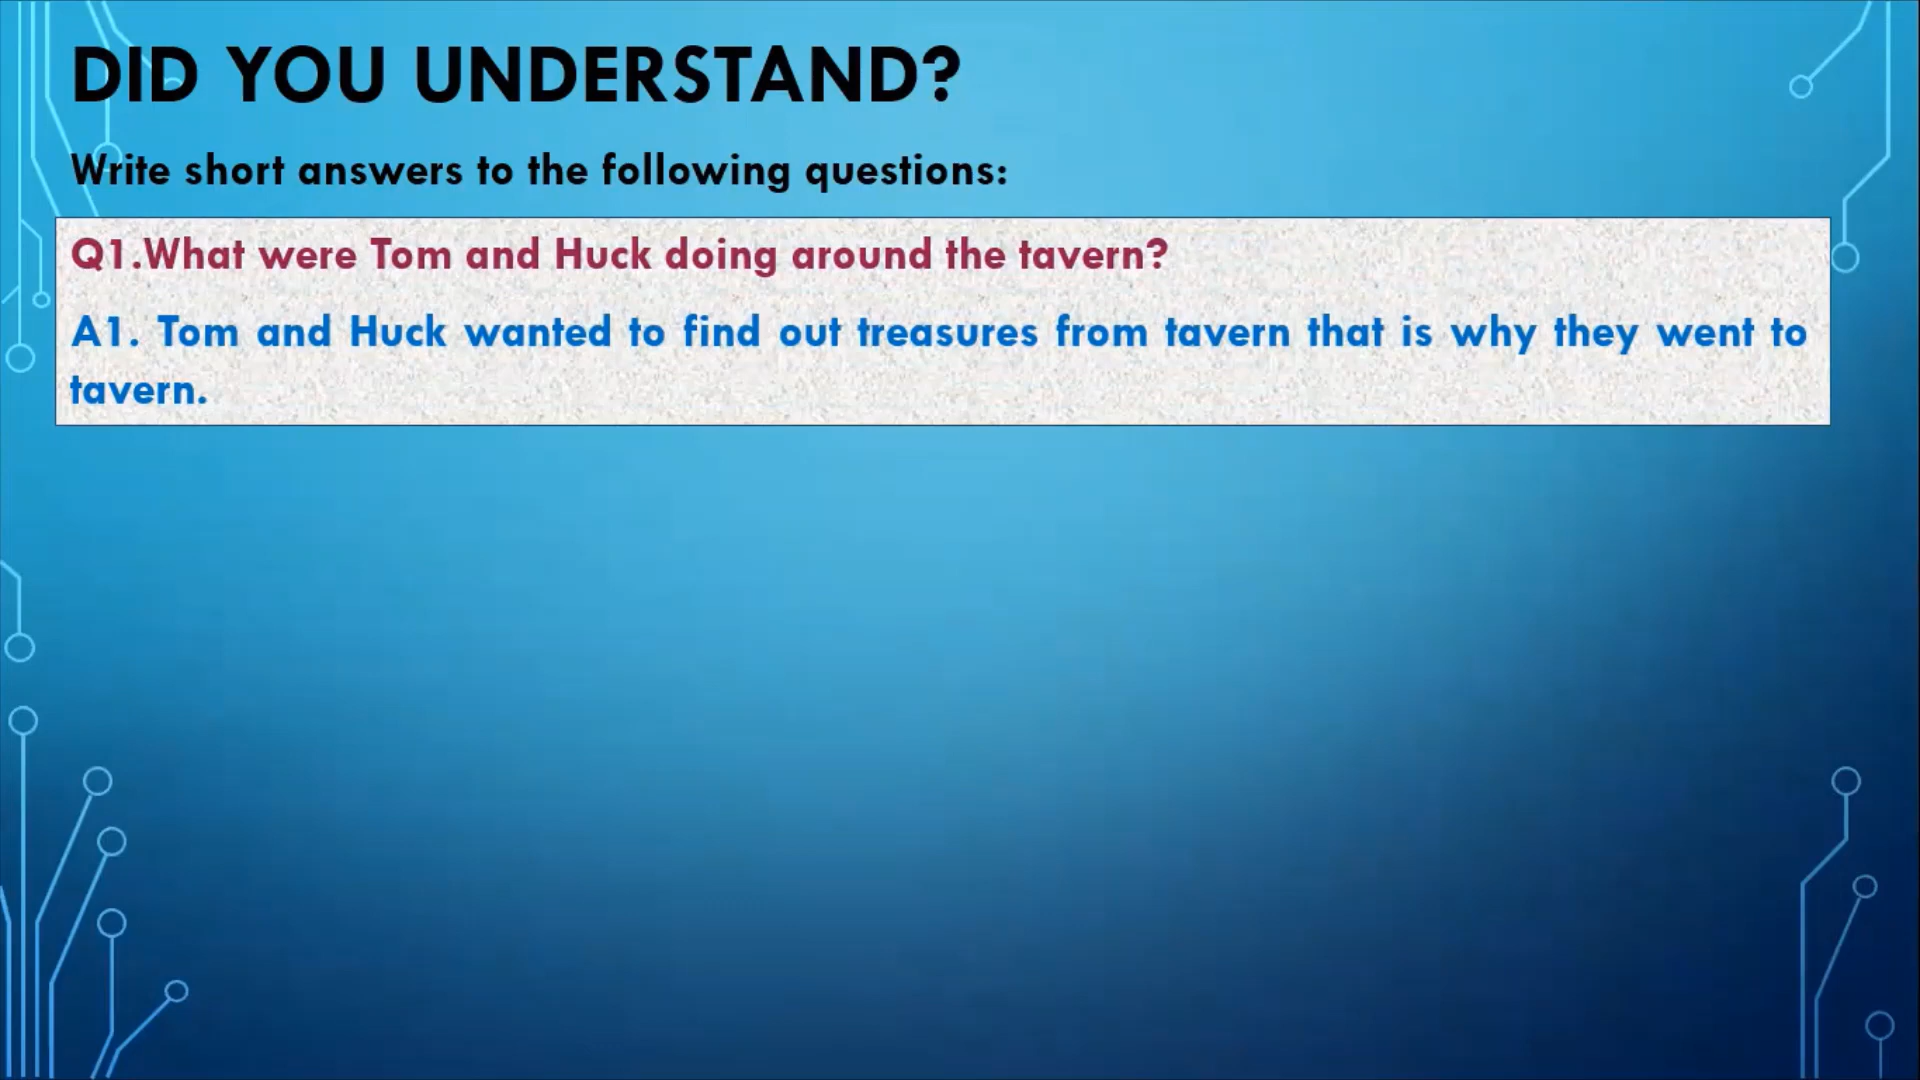 DID YOU UNDERSTAND?
Write short answers to the following questions:
Q1.What were Tom and Huck doing around the tavern?
A1. Tom and Huck wanted to find out treasures from tavern that is why they went to
tavern.